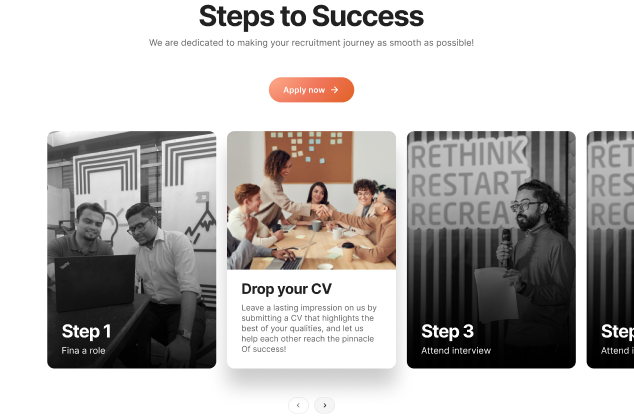 Steps to Success
We are dedicated to making your recruitment journey as smooth as possible!
Apply now
RETHINK
RESTART
RECREA
RET
RES
REC
Step 1
Fina a role
Drop your CV
Leave a lasting impression on us by
submitting a CV that highlights the
best of your qualities, and let us
help each other reach the pinnacle
Of success!
Step 3
Attend interview
Step
Attend i